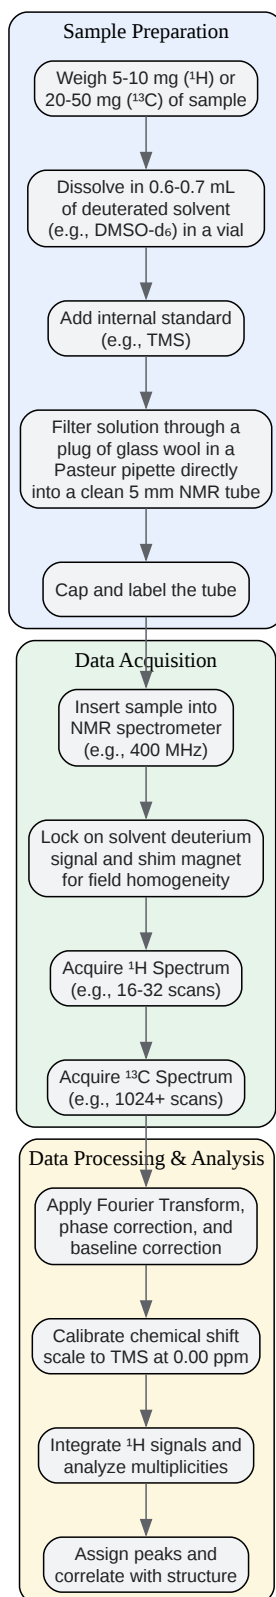 Sample Preparation
Weigh 5-10 mg (¹H) or
20-50 mg (¹³C) of sample
Dissolve in 0.6-0.7 mL
of deuterated solvent
(e.g., DMSO-d₆) in a vial
Add internal standard
(e.g., TMS)
Filter solution through a
plug of glass wool in a
Pasteur pipette directly
into a clean 5 mm NMR tube
Cap and label the tube
Data Acquisition
Insert sample into
NMR spectrometer
(e.g., 400 MHz)
Lock on solvent deuterium
signal and shim magnet
for field homogeneity
Acquire ¹H Spectrum
(e.g., 16-32 scans)
Acquire ¹³C Spectrum
(e.g., 1024+ scans)
Data Processing & Analysis
Apply Fourier Transform,
phase correction, and
baseline correction
Calibrate chemical shift
scale to TMS at 0.00 ppm
Integrate ¹H signals and
analyze multiplicities
Assign peaks and
correlate with structure